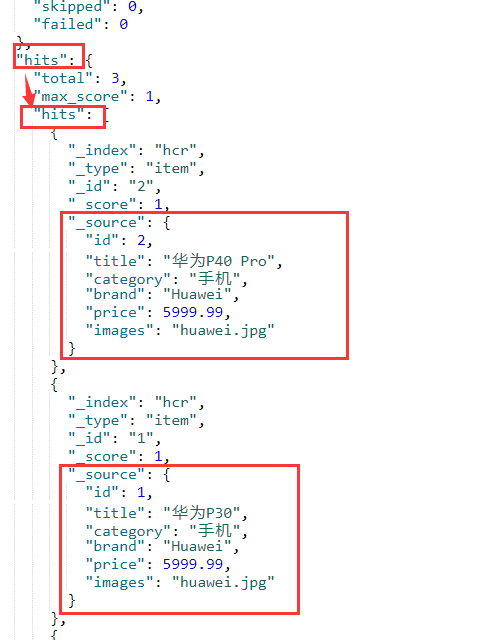 "skipped": 0,
"failed": 0
},
"hits": {
"total": 3,
"max_score": 1,
"hits": [
{
"_index": "hcr",
"_type": "item",
"_id": "2",
"_score": 1,
"_source": {
"id": 2,
"title": "华为P40 Pro",
"category": "手机",
"brand": "Huawei",
"price": 5999.99,
"images": "huawei.jpg"
}
},
{
"_index": "hcr",
"_type": "item",
"_id": "1",
"_score": 1,
"_source": {
"id": 1,
"title": "华为P30",
"category": "手机",
"brand": "Huawei",
"price": 5999.99,
"images": "huawei.jpg"
}
},
{